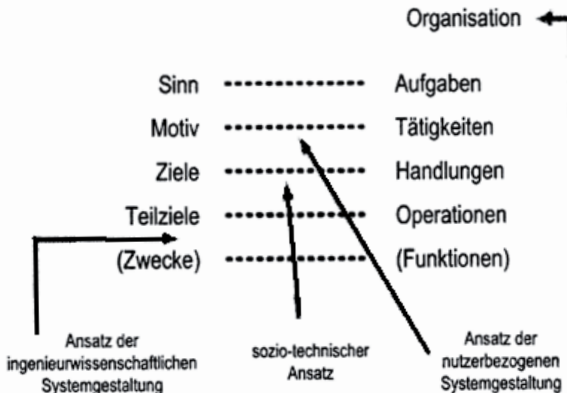 Organisation
Sinn Aufgaben
Motiv Tätigkeiten
Ziele Handlungen
Teilziele Operationen
(Zwecke) (Funktionen)
Ansatz der
ingenieurwissenschaftlichen
Systemgestaltung
sozio-technischer
Ansatz
Ansatz der
nutzerbezogenen
Systemgestaltung